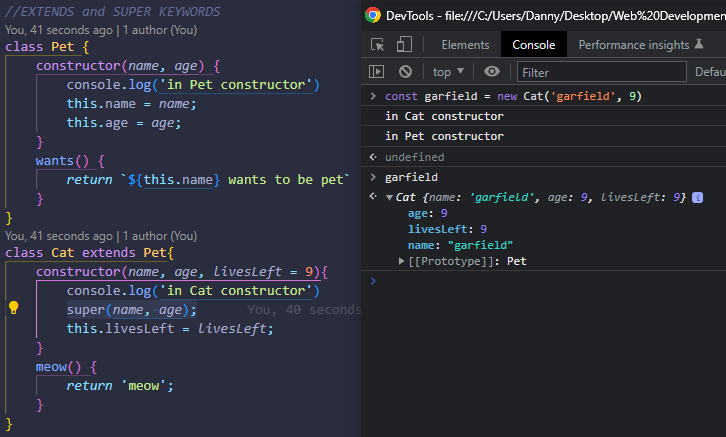 //EXTENDS and SUPER KEYWORDS
You, 41 seconds ago | 1 author (You)
class Pet {
constructor(name, age) {
console.log('in Pet constructor')
this.name = name;
this.age = age;
}
wants() {
return `${this.name} wants to be pet`
}
}
You, 41 seconds ago | 1 author (You)
class Cat extends Pet{
constructor(name, age, livesLeft = 9){
console.log('in Cat constructor')
super(name, age); You, 40 seconds
this.livesLeft = livesLeft;
}
meow() {
return 'meow';
}
}
DevTools - file:///C:/Users/Danny/Desktop/Web%20Developmen
Elements Console Performance insights
top Filter Defau
> const garfield = new Cat('garfield', 9)
in Cat constructor
in Pet constructor
undefined
> garfield
Cat {name: 'garfield', age: 9, livesLeft: 9} i
age: 9
livesLeft: 9
name: "garfield"
[[Prototype]]: Pet
>